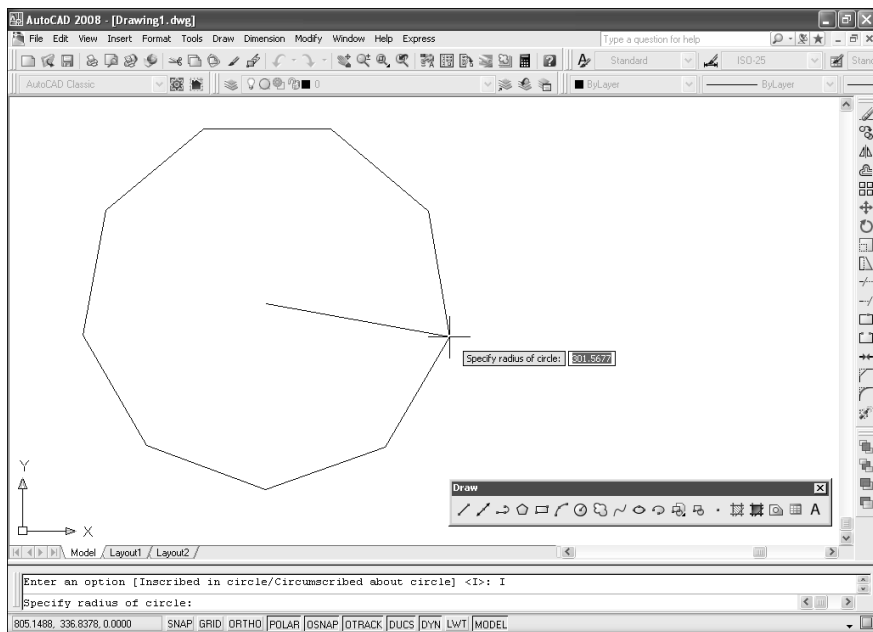 AutoCAD 2008 - [Drawing1.dwg]
File Edit View Insert Format Tools Draw Dimension Modify Window Help Express
Type a question for help
Standard
ISO-25
Stand
AutoCAD Classic
0
ByLayer
ByLayer
Specify radius of circle: 801.5677
Y
X
Draw
A
Model Layout1 Layout2
Enter an option [Inscribed in circle/Circumscribed about circle] <I>: I
Specify radius of circle:
805.1488, 336.8378, 0.0000 SNAP GRID ORTHO POLAR OSNAP OTRACK DUCS DYN LWT MODEL